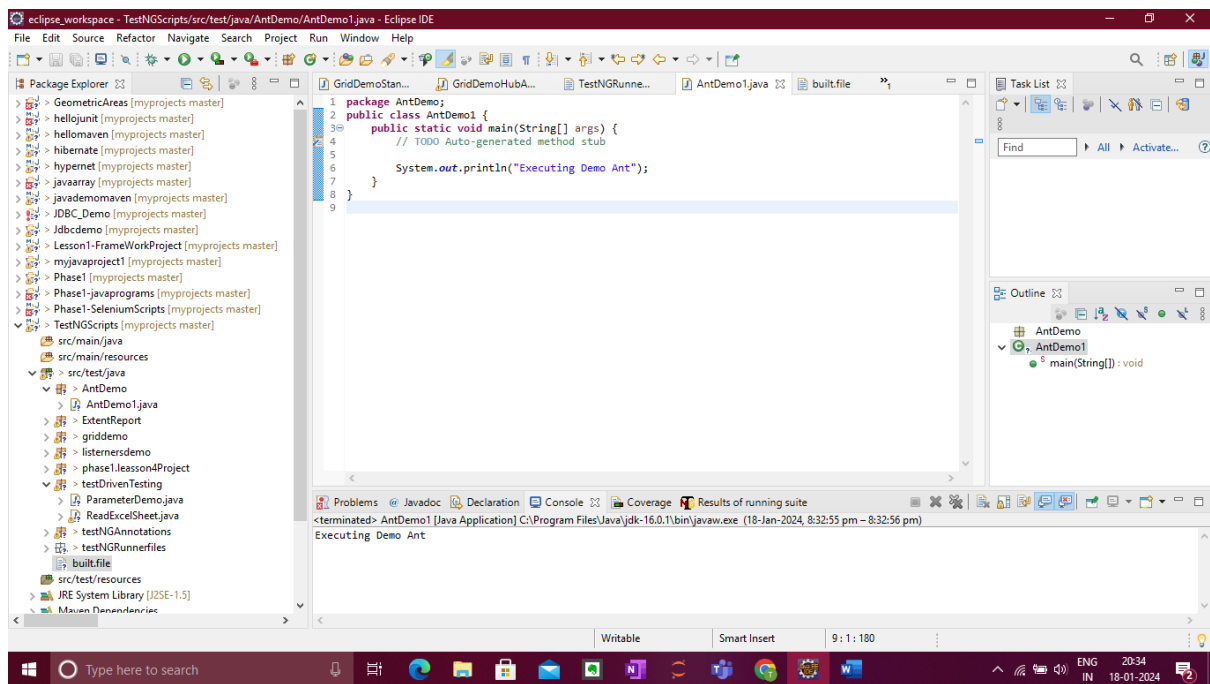 eclipse_workspace - TestNGScripts/src/test/java/AntDemo/AntDemo1.java - Eclipse IDE
File Edit Source Refactor Navigate Search Project Run Window Help
Package Explorer
> GeometricAreas [myprojects master]
> hellojunit [myprojects master]
> hellomaven [myprojects master]
> hibernate [myprojects master]
> hypernet [myprojects master]
> javaarray [myprojects master]
> javademomaven [myprojects master]
> JDBC_Demo [myprojects master]
> Jdbcdemo [myprojects master]
> Lesson1-FrameWorkProject [myprojects master]
> myjavaproject1 [myprojects master]
> Phase1 [myprojects master]
> Phase1-javaprograms [myprojects master]
> Phase1-SeleniumScripts [myprojects master]
> TestNGScripts [myprojects master]
src/main/java
src/main/resources
> src/test/java
> AntDemo
AntDemo1.java
> ExtentReport
> griddemo
> listernersdemo
> phase1.leasson4Project
> testDrivenTesting
ParameterDemo.java
ReadExcelSheet.java
> testNGAnnotations
> testNGRunnerfiles
built.file
src/test/resources
JRE System Library [J2SE-1.5]
Maven Dependencies
GridDemoStan... GridDemoHubA... TestNGRunne... AntDemo1.java built.file »1
1 package AntDemo;
2 public class AntDemo1 {
3 public static void main(String[] args) {
4 // TODO Auto-generated method stub
5
6 System.out.println("Executing Demo Ant");
7 }
8 }
9
Problems @ Javadoc Declaration Console Coverage Results of running suite
<terminated> AntDemo1 [Java Application] C:\Program Files\Java\jdk-16.0.1\bin\javaw.exe (18-Jan-2024, 8:32:55 pm – 8:32:56 pm)
Executing Demo Ant
Task List
Find All Activate...
Outline
AntDemo
AntDemo1
main(String[]) : void
Writable Smart Insert 9 : 1 : 180
Type here to search
ENG
IN
20:34
18-01-2024
2